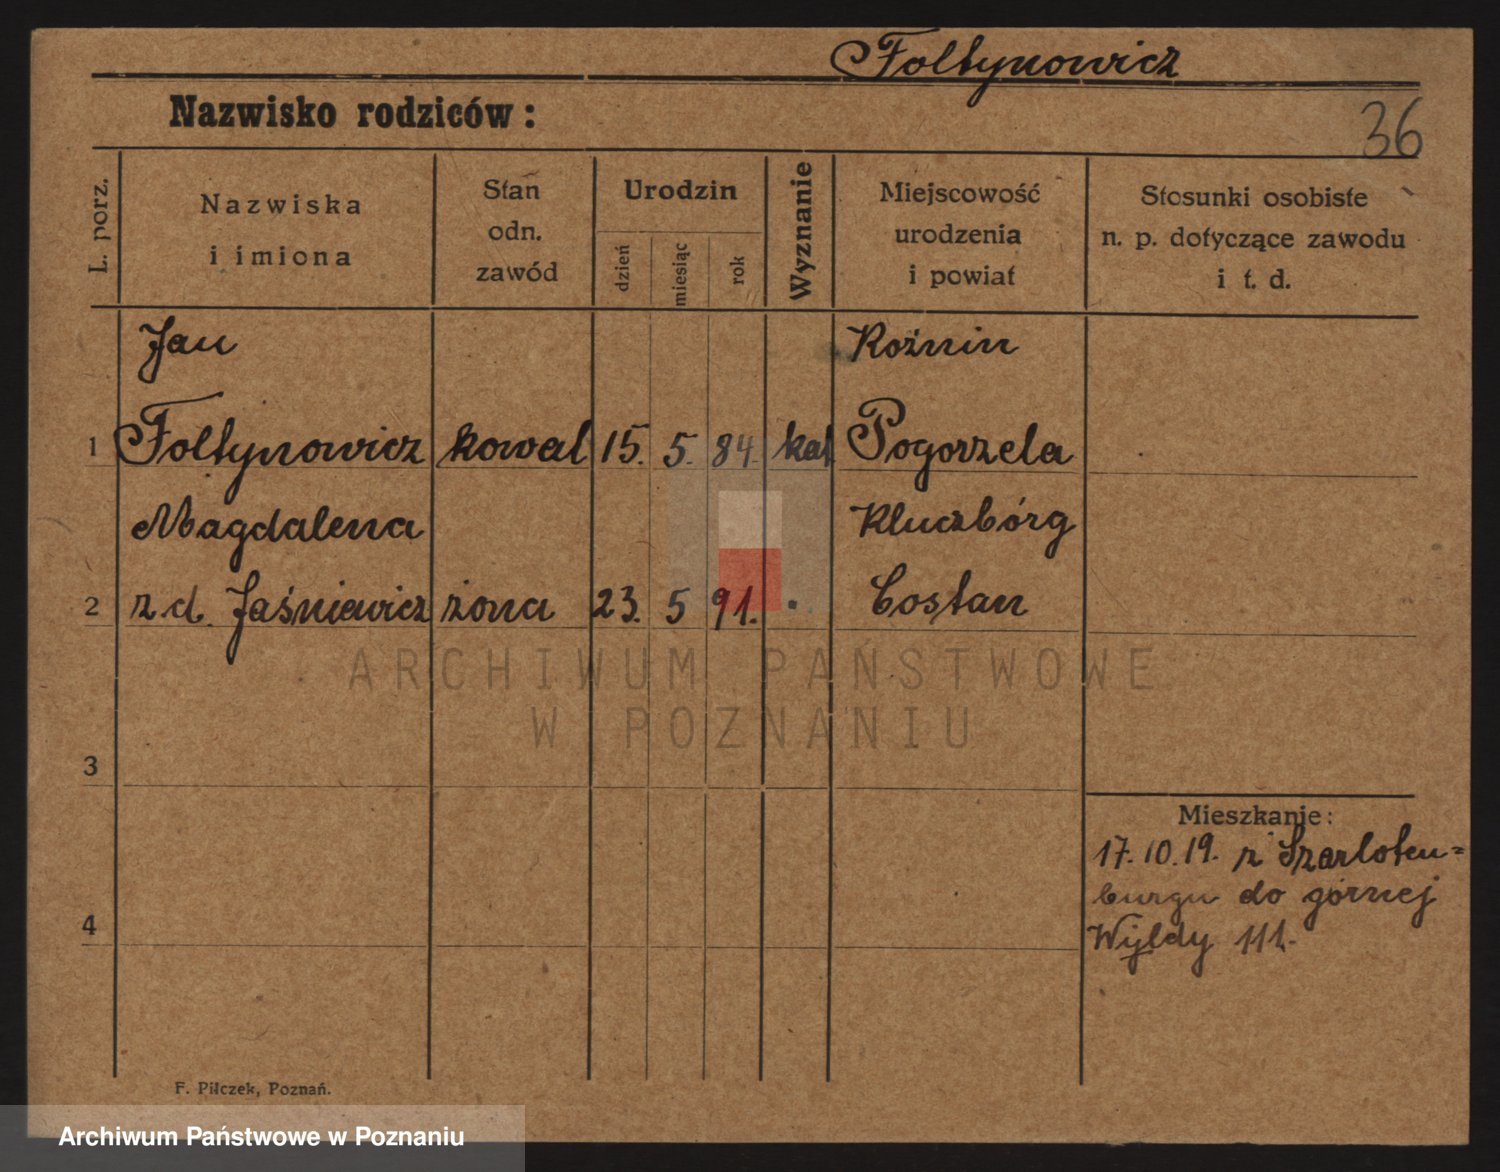 Foltynowicz
Nazwisko rodziców:
36
L. porz.
Nazwiska
i imiona
Stan
odn.
zawód
Urodzin
dzień
miesiąc
rok
Wyznanie
Miejscowość
urodzenia
i powiat
Stosunki osobiste
n. p. dotyczące zawodu
i t. d.
Jan Koźmin
1 Foltynowicz kowal 15. 5. 84. kat Pogorzela
Magdalena Kluczbórg
2 z.d. Jaśniewicz żona 23. 5 91. " Costan
ARCHIWUM PAŃSTWOWE
W POZNANIU
3
Mieszkanie:
17.10.19. z Szarloten=
burgu do górnej
4
Wildy 111.
F. Pilczek, Poznań.
Archiwum Państwowe w Poznaniu